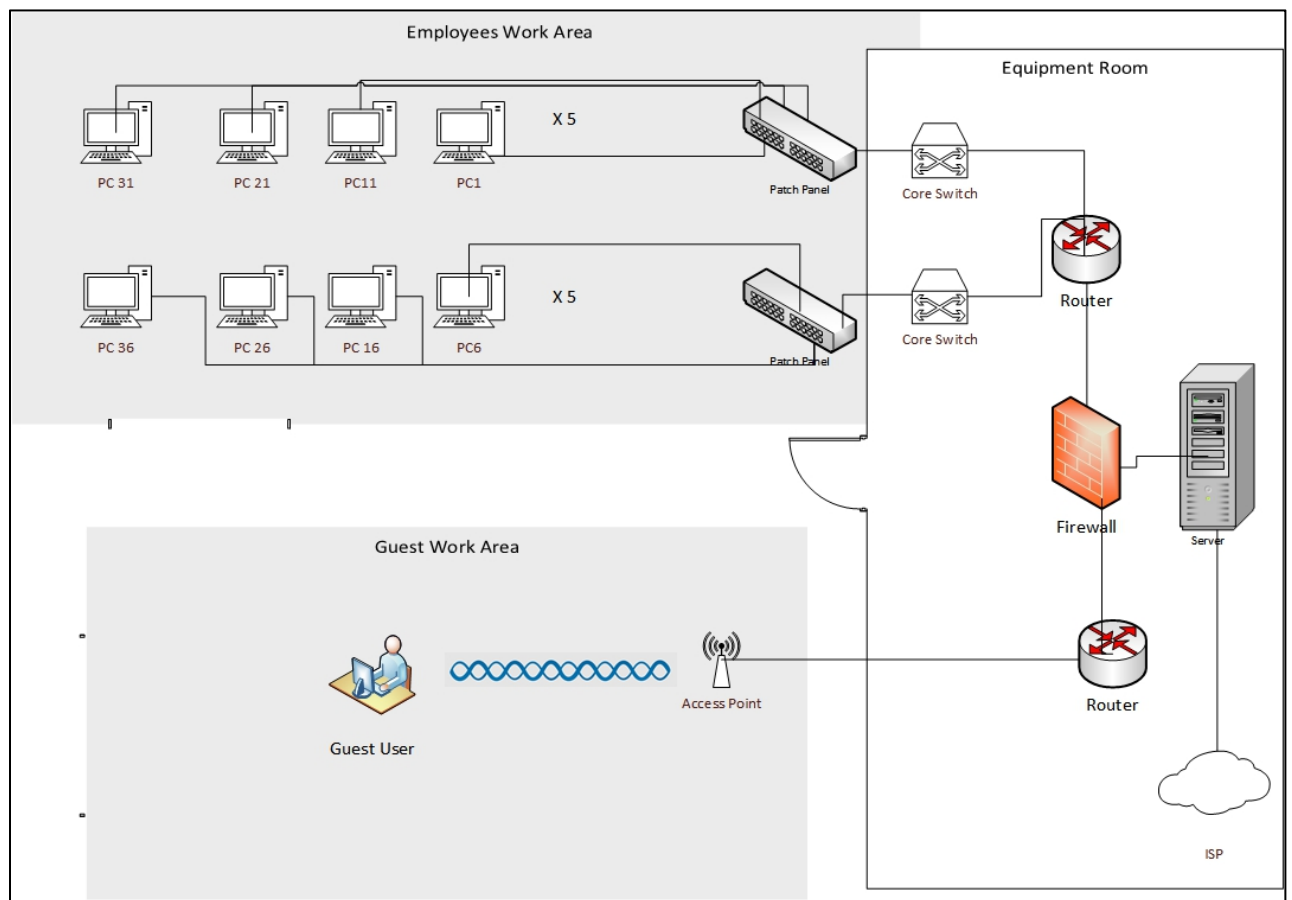 Employees Work Area
Equipment Room
X 5
PC 31
PC 21
PC11
PC1
Patch Panel
Core Switch
Router
X 5
PC 36
PC 26
PC 16
PC6
Patch Panel
Core Switch
Firewall
Server
Guest Work Area
Access Point
Router
Guest User
ISP